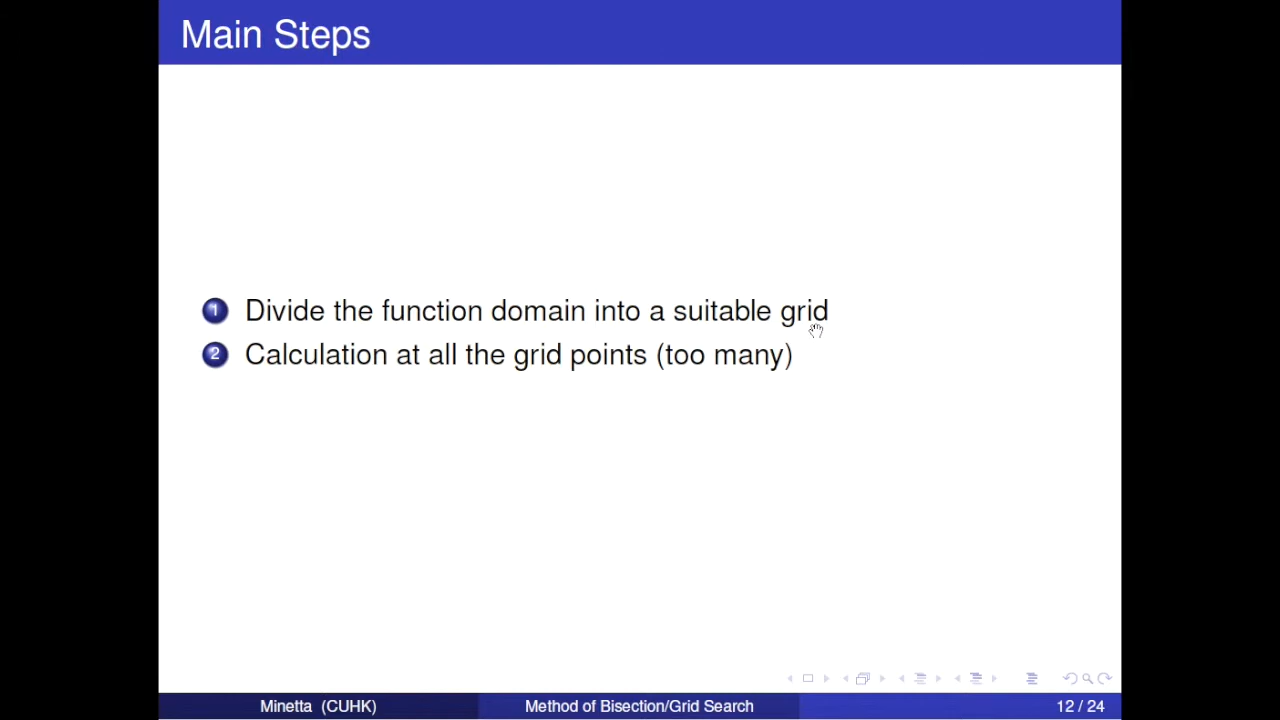 Main Steps
1 Divide the function domain into a suitable grid
2 Calculation at all the grid points (too many)
Minetta (CUHK) Method of Bisection/Grid Search 12 / 24